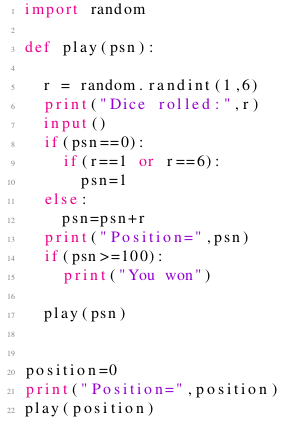 1 import random
2
3 def play(psn):
4
5   r = random.randint(1,6)
6   print("Dice rolled:",r)
7   input()
8   if(psn==0):
9     if(r==1 or r==6):
10       psn=1
11   else:
12     psn=psn+r
13   print("Position=",psn)
14   if(psn>=100):
15     print("You won")
16
17   play(psn)
18
19
20 position=0
21 print("Position=",position)
22 play(position)